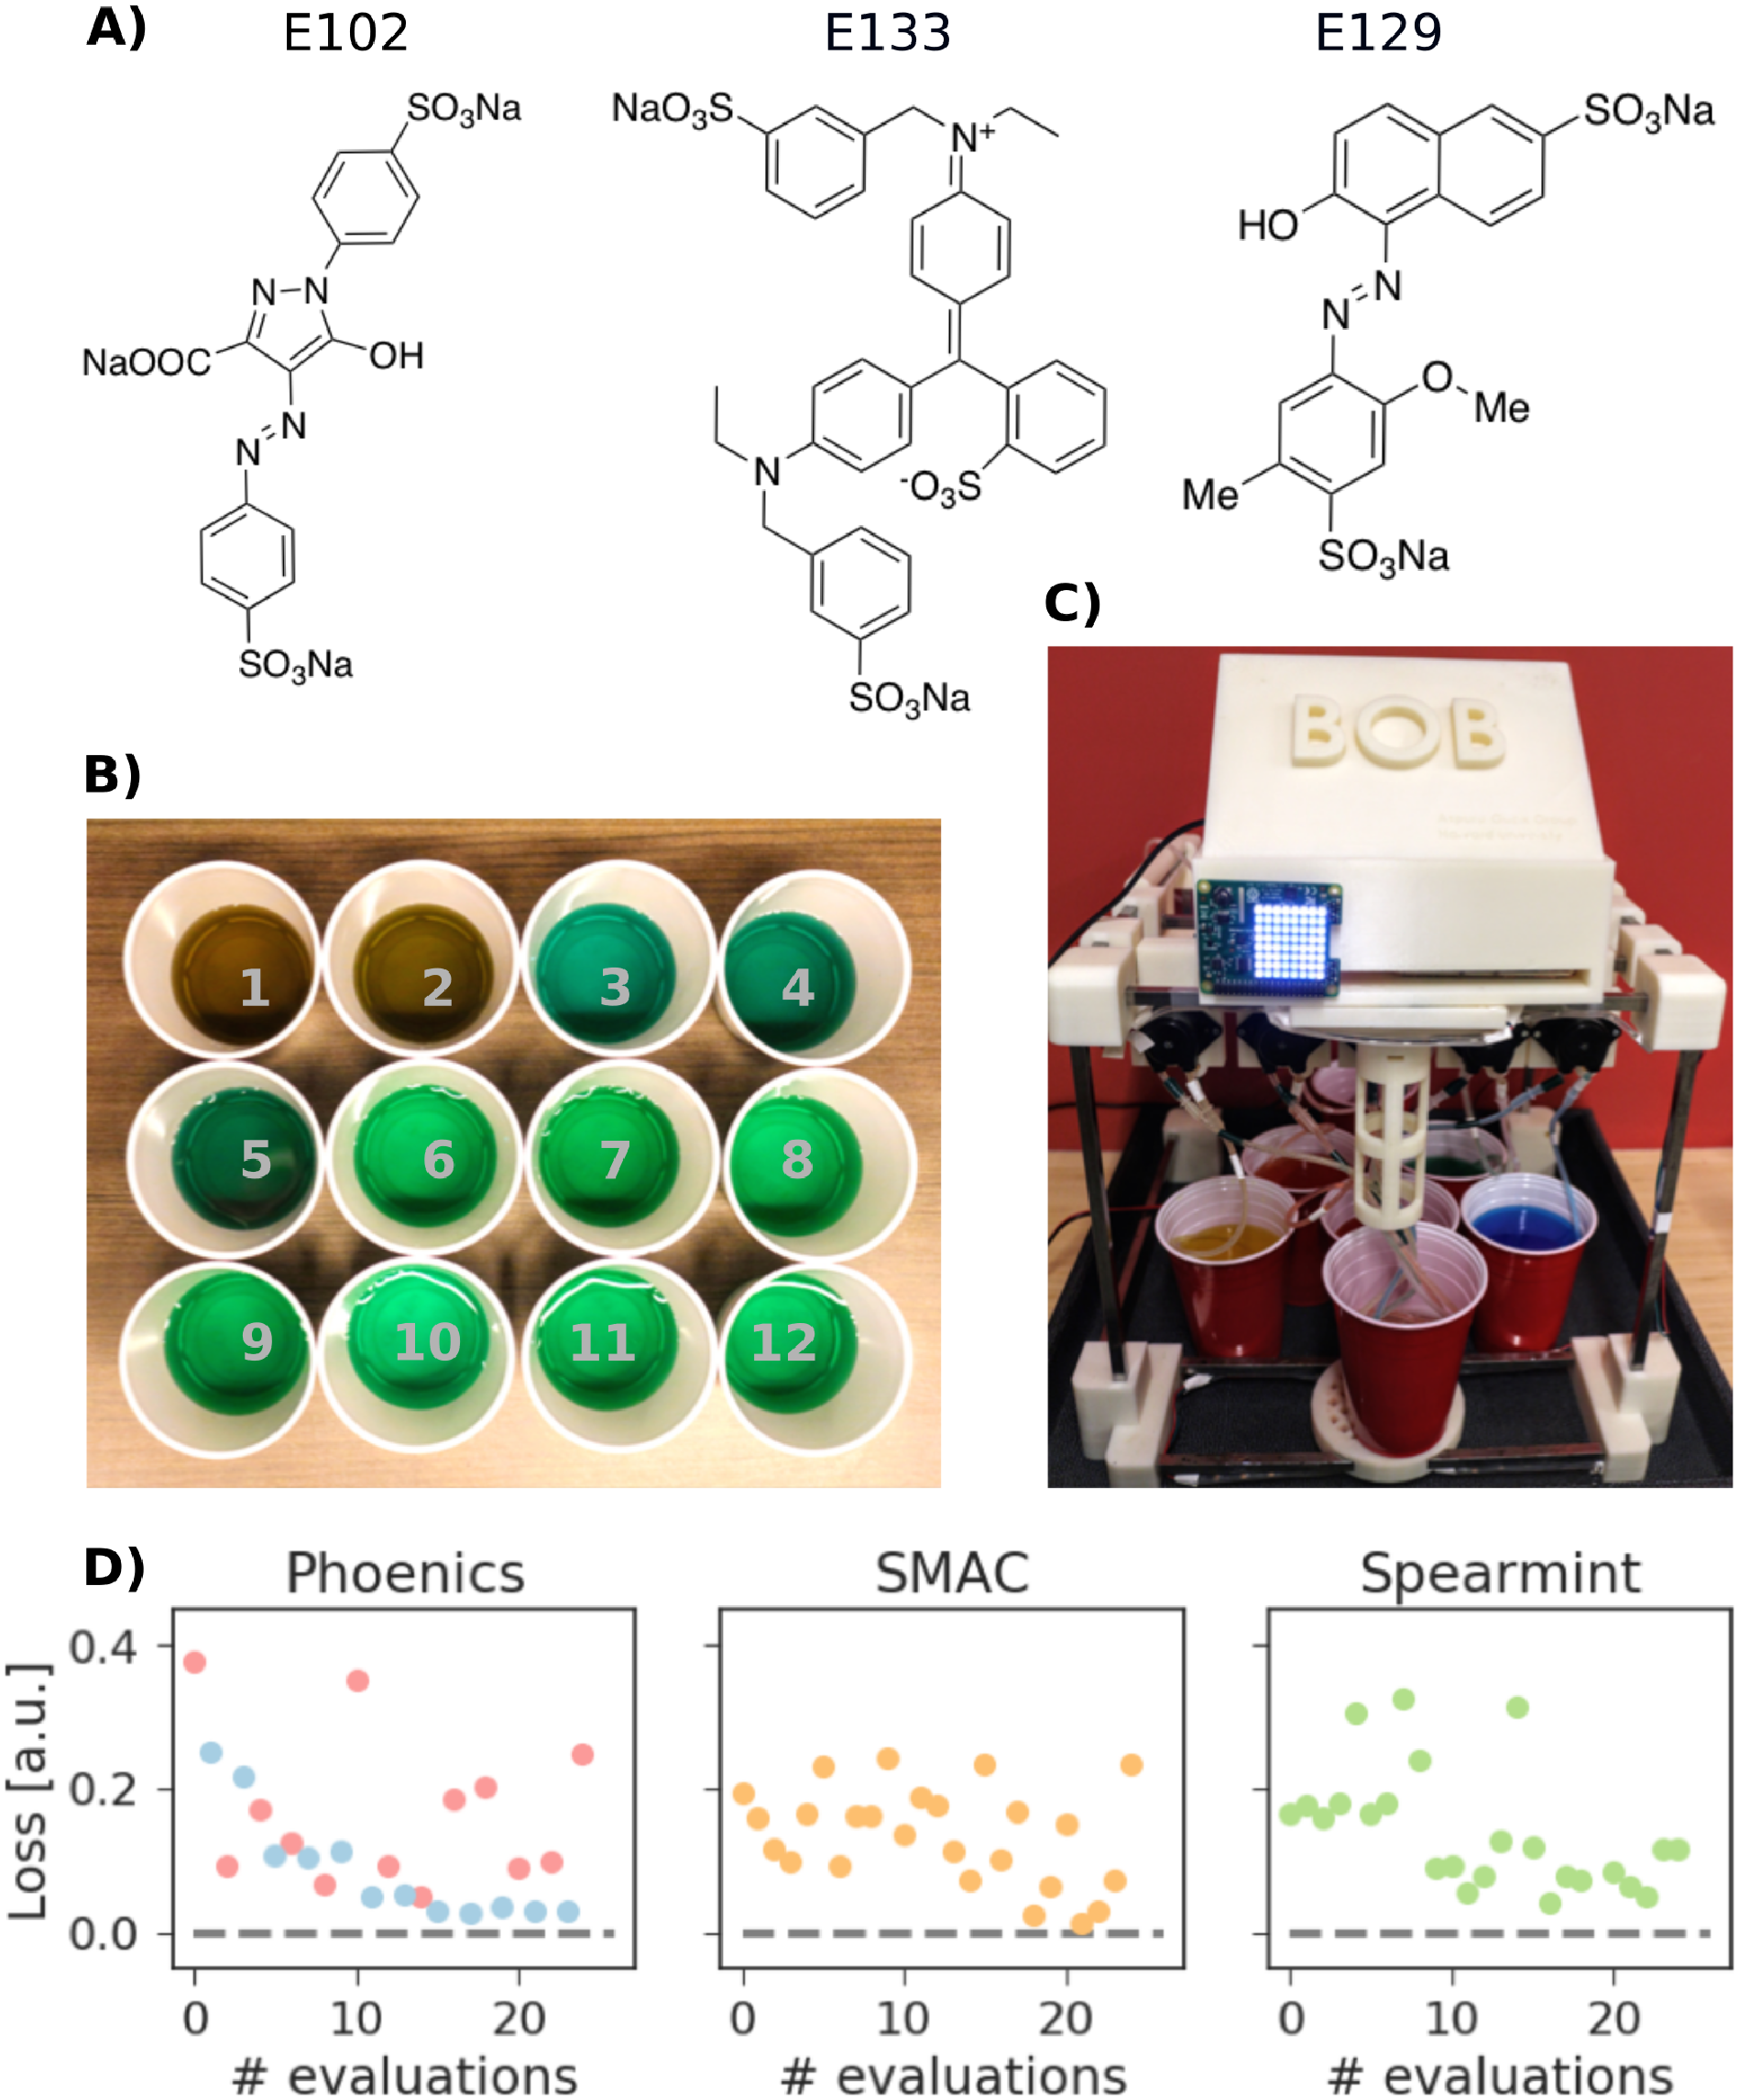 A)
E102
E133
E129
SO₃Na
N
N
NaOOC
OH
N
N
SO₃Na
NaO₃S
N⁺
N
⁻O₃S
SO₃Na
SO₃Na
HO
N
N
O
Me
Me
SO₃Na
B)
1
2
3
4
5
6
7
8
9
10
11
12
C)
BOB
D)
Phoenics
SMAC
Spearmint
Loss [a.u.]
0.4
0.2
0.0
0
10
20
0
10
20
0
10
20
# evaluations
# evaluations
# evaluations